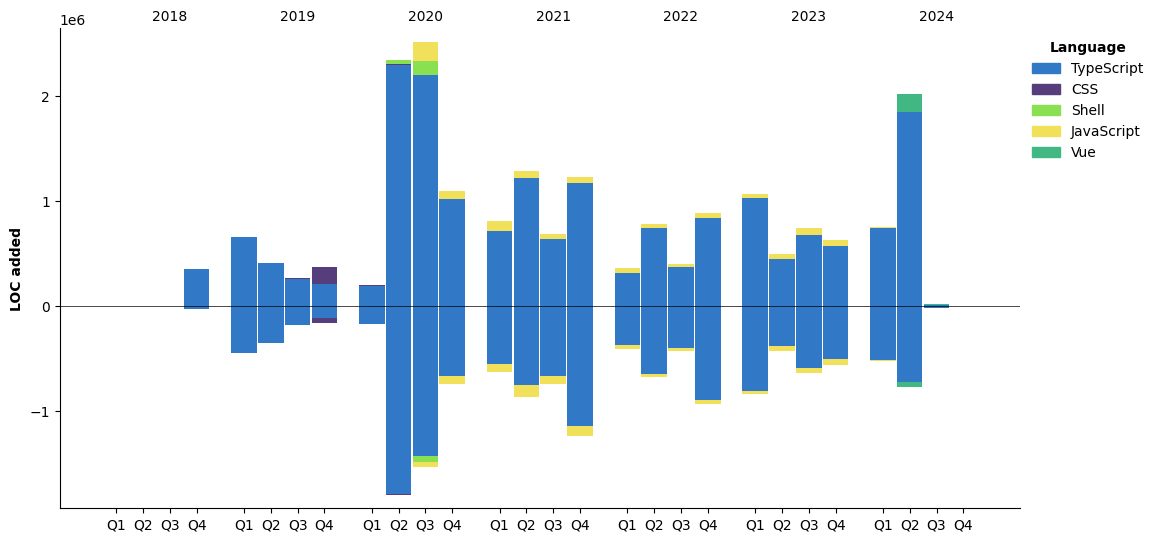 1e6
2018 2019 2020 2021 2022 2023 2024
Language
TypeScript
CSS
Shell
JavaScript
Vue
LOC added
2
1
0
−1
Q1 Q2 Q3 Q4 Q1 Q2 Q3 Q4 Q1 Q2 Q3 Q4 Q1 Q2 Q3 Q4 Q1 Q2 Q3 Q4 Q1 Q2 Q3 Q4 Q1 Q2 Q3 Q4